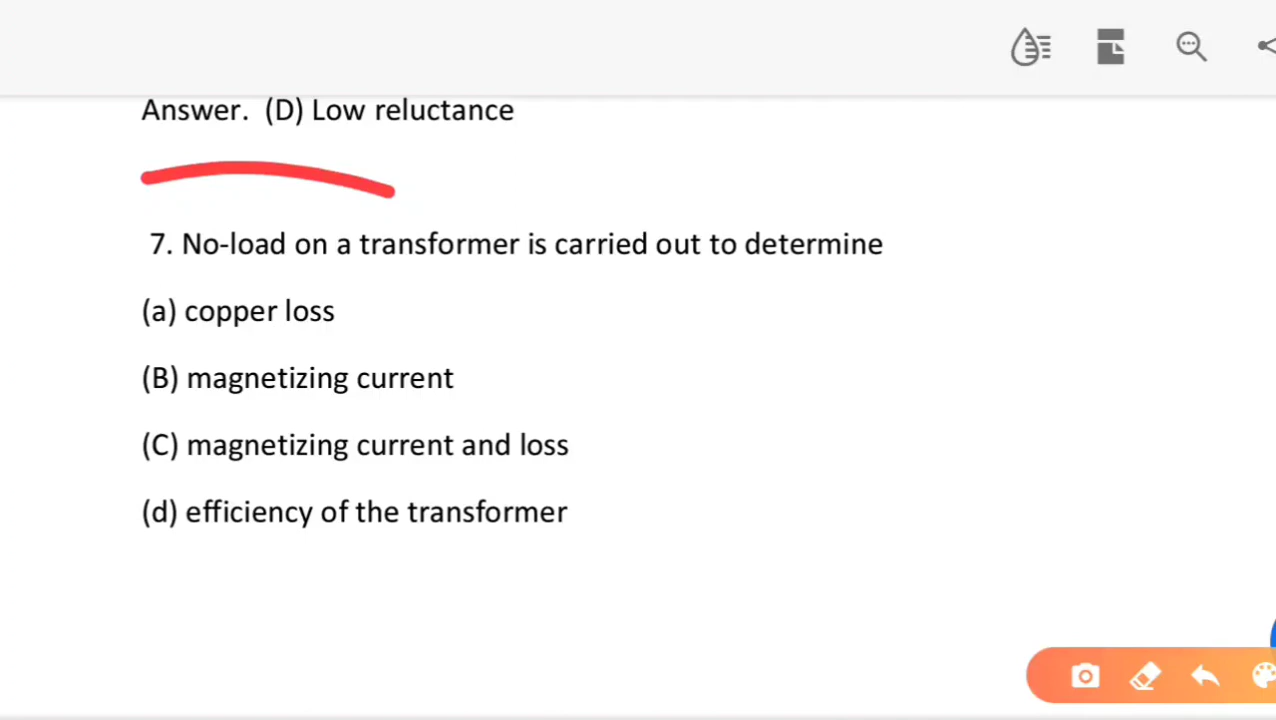 Answer. (D) Low reluctance
7. No-load on a transformer is carried out to determine
(a) copper loss
(B) magnetizing current
(C) magnetizing current and loss
(d) efficiency of the transformer